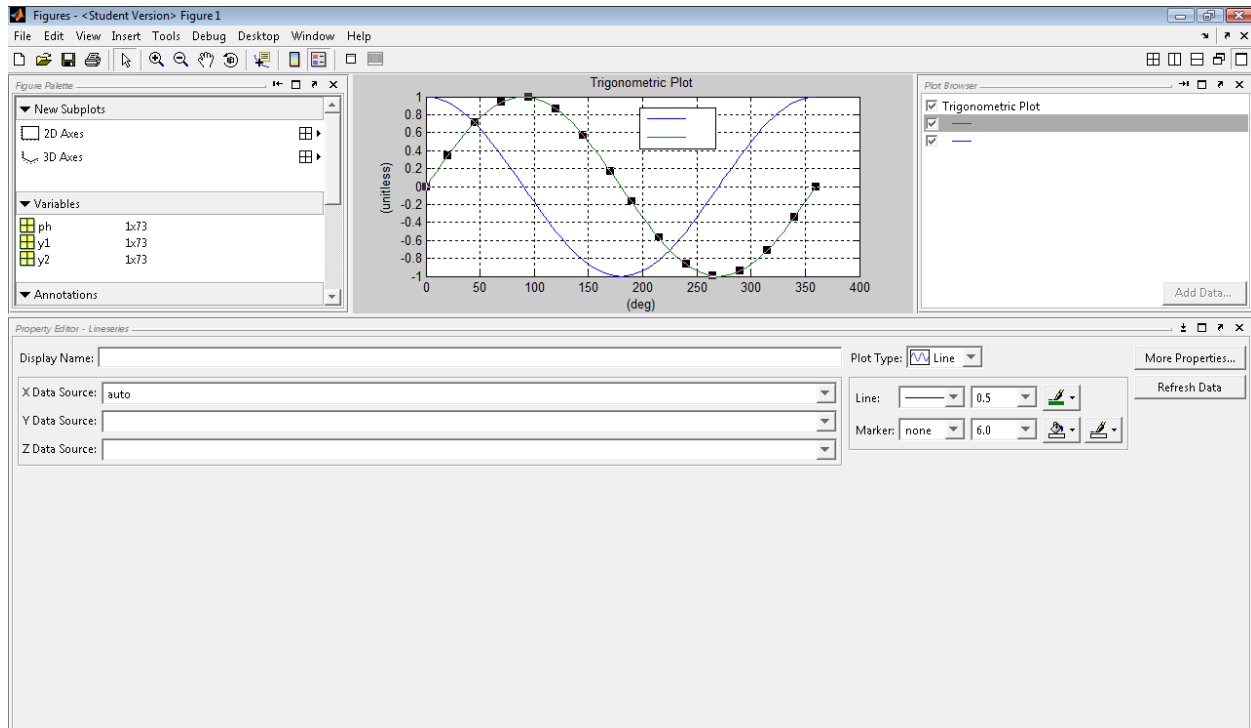 Figures - <Student Version> Figure 1
File Edit View Insert Tools Debug Desktop Window Help
Figure Palette
New Subplots
2D Axes
3D Axes
Variables
ph 1x73
y1 1x73
y2 1x73
Annotations
Trigonometric Plot
1
0.8
0.6
0.4
0.2
0
-0.2
-0.4
-0.6
-0.8
-1
(unitless)
0 50 100 150 200 250 300 350 400
(deg)
Plot Browser
Trigonometric Plot
Add Data...
Property Editor - Lineseries
Display Name:
Plot Type: Line
More Properties...
X Data Source: auto
Y Data Source:
Z Data Source:
Line: 0.5
Marker: none 6.0
Refresh Data